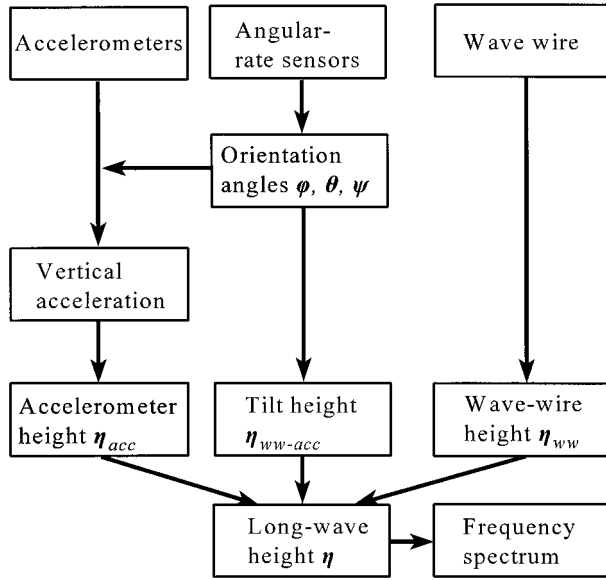 Accelerometers
Angular-
rate sensors
Wave wire
Orientation
angles φ, θ, ψ
Vertical
acceleration
Accelerometer
height η_acc
Tilt height
η_ww-acc
Wave-wire
height η_ww
Long-wave
height η
Frequency
spectrum